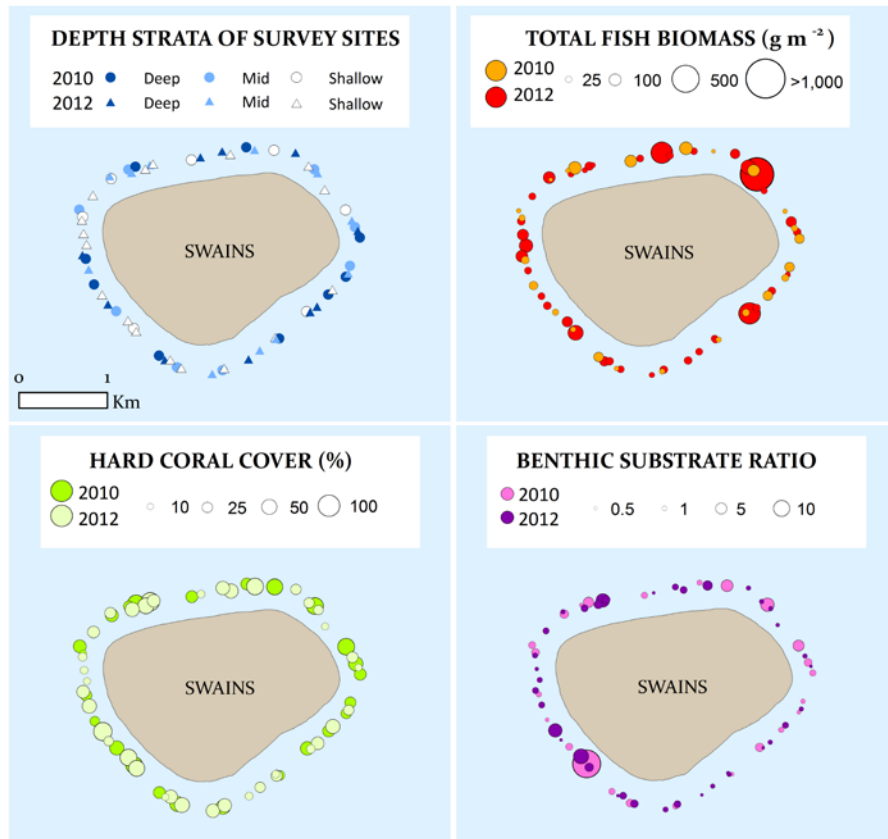 DEPTH STRATA OF SURVEY SITES
2010 Deep Mid Shallow
2012 Deep Mid Shallow
SWAINS
0 1
Km
TOTAL FISH BIOMASS (g m ⁻²)
2010
2012
25 100 500 >1,000
SWAINS
HARD CORAL COVER (%)
2010
2012
10 25 50 100
SWAINS
BENTHIC SUBSTRATE RATIO
2010
2012
0.5 1 5 10
SWAINS